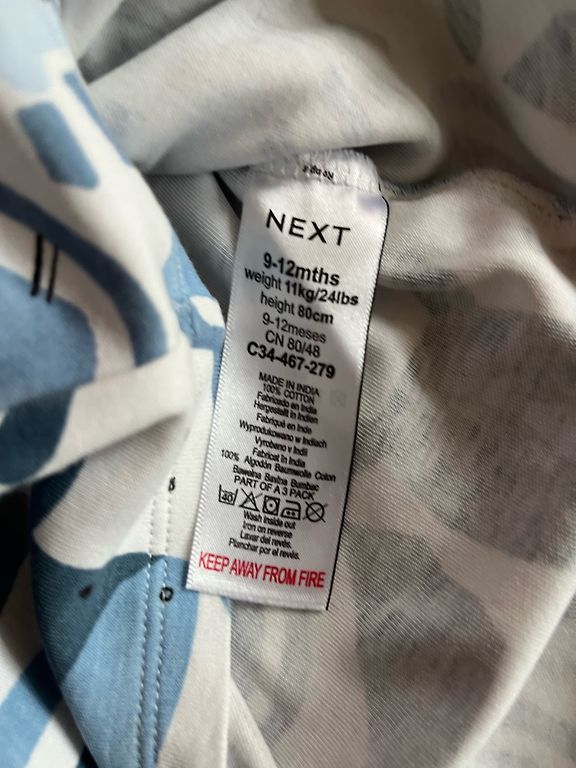 NEXT
9-12mths
weight 11kg/24lbs
height 80cm
9-12meses
CN 80/48
C34-467-279
MADE IN INDIA
100% COTTON
Fabricado en India
Hergestellt in Indien
Fabriqué en Inde
Wyprodukowano w Indiach
Vyrobeno v Indii
Fabricat în India
100% Algodón Baumwolle Coton
Bawełna Bavlna Bumbac
PART OF A 3 PACK
40
Wash inside out
Iron on reverse
Lavar del revés.
Planchar por el revés.
KEEP AWAY FROM FIRE